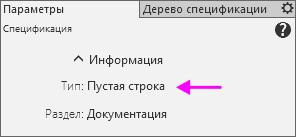 Параметры Дерево спецификации
Спецификация ?
Информация
Тип: Пустая строка
Раздел: Документация